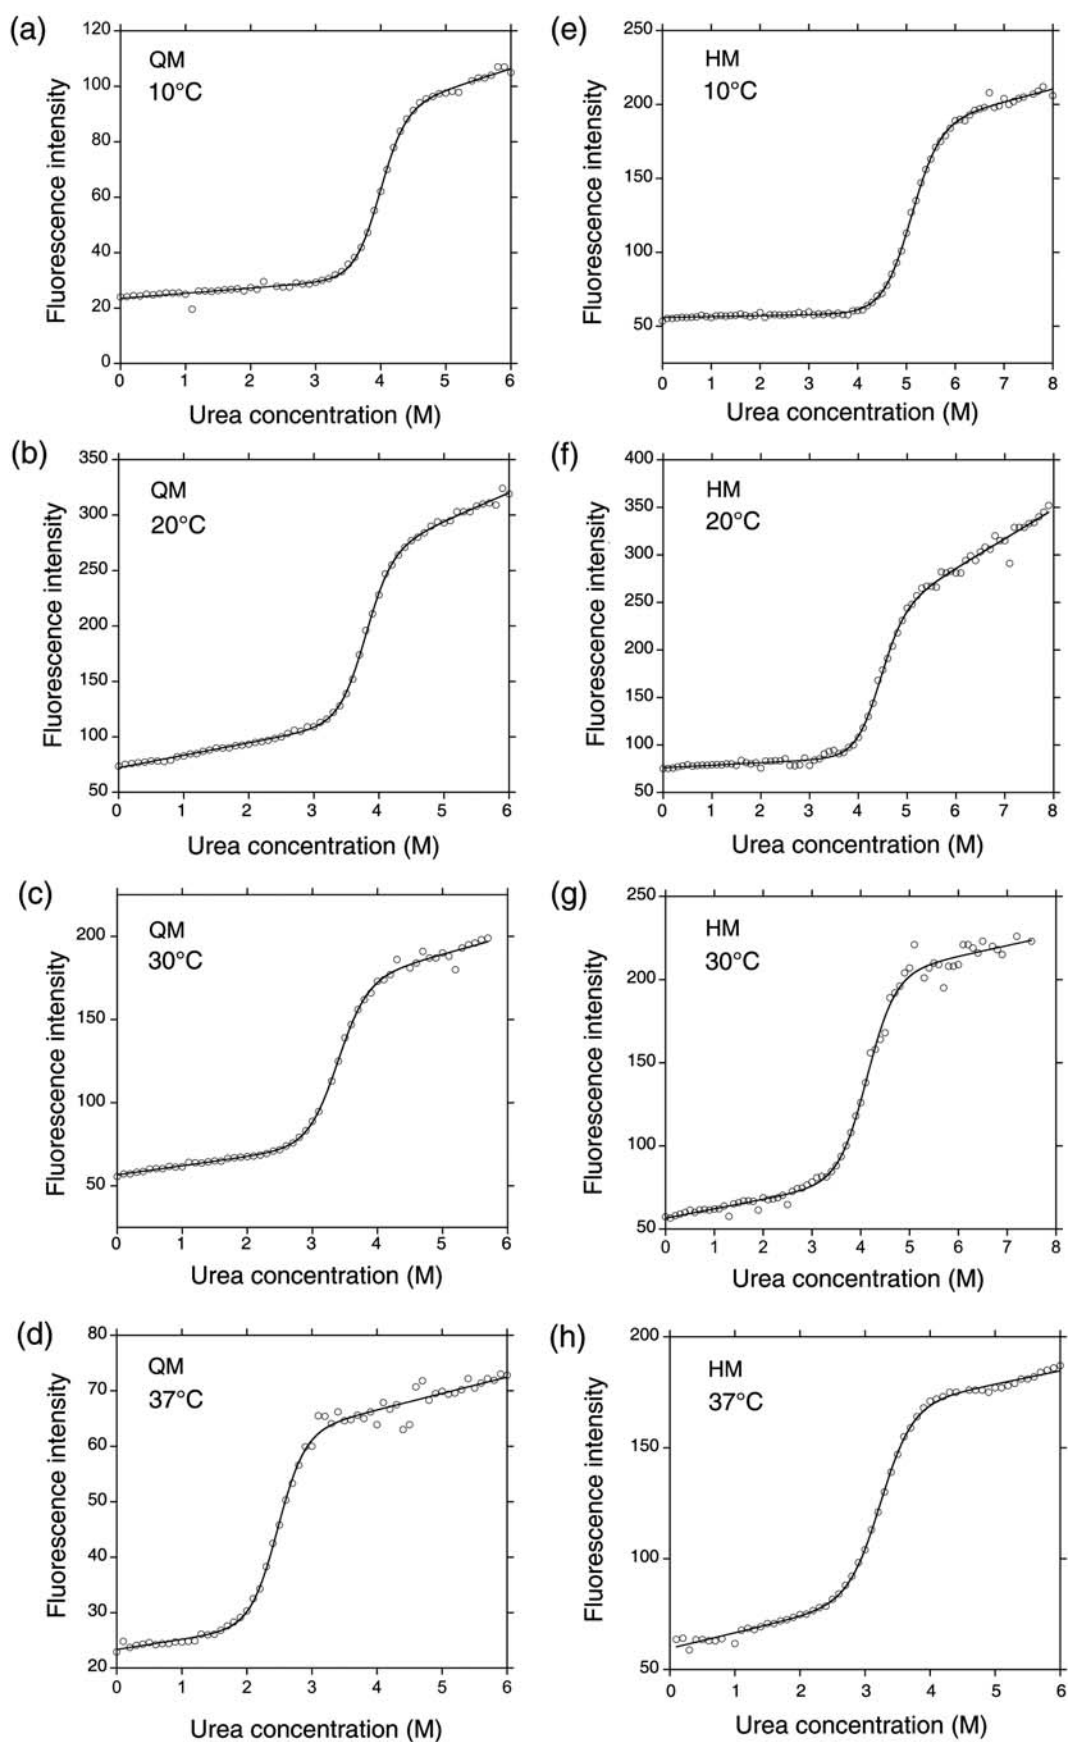 (a)
QM
10°C
120
100
80
60
40
20
0
0 1 2 3 4 5 6
Fluorescence intensity
Urea concentration (M)
(e)
HM
10°C
250
200
150
100
50
0 1 2 3 4 5 6 7 8
Fluorescence intensity
Urea concentration (M)
(b)
QM
20°C
350
300
250
200
150
100
50
0 1 2 3 4 5 6
Fluorescence intensity
Urea concentration (M)
(f)
HM
20°C
400
350
300
250
200
150
100
50
0 1 2 3 4 5 6 7 8
Fluorescence intensity
Urea concentration (M)
(c)
QM
30°C
200
150
100
50
0 1 2 3 4 5 6
Fluorescence intensity
Urea concentration (M)
(g)
HM
30°C
250
200
150
100
50
0 1 2 3 4 5 6 7 8
Fluorescence intensity
Urea concentration (M)
(d)
QM
37°C
80
70
60
50
40
30
20
0 1 2 3 4 5 6
Fluorescence intensity
Urea concentration (M)
(h)
HM
37°C
200
150
100
50
0 1 2 3 4 5 6
Fluorescence intensity
Urea concentration (M)